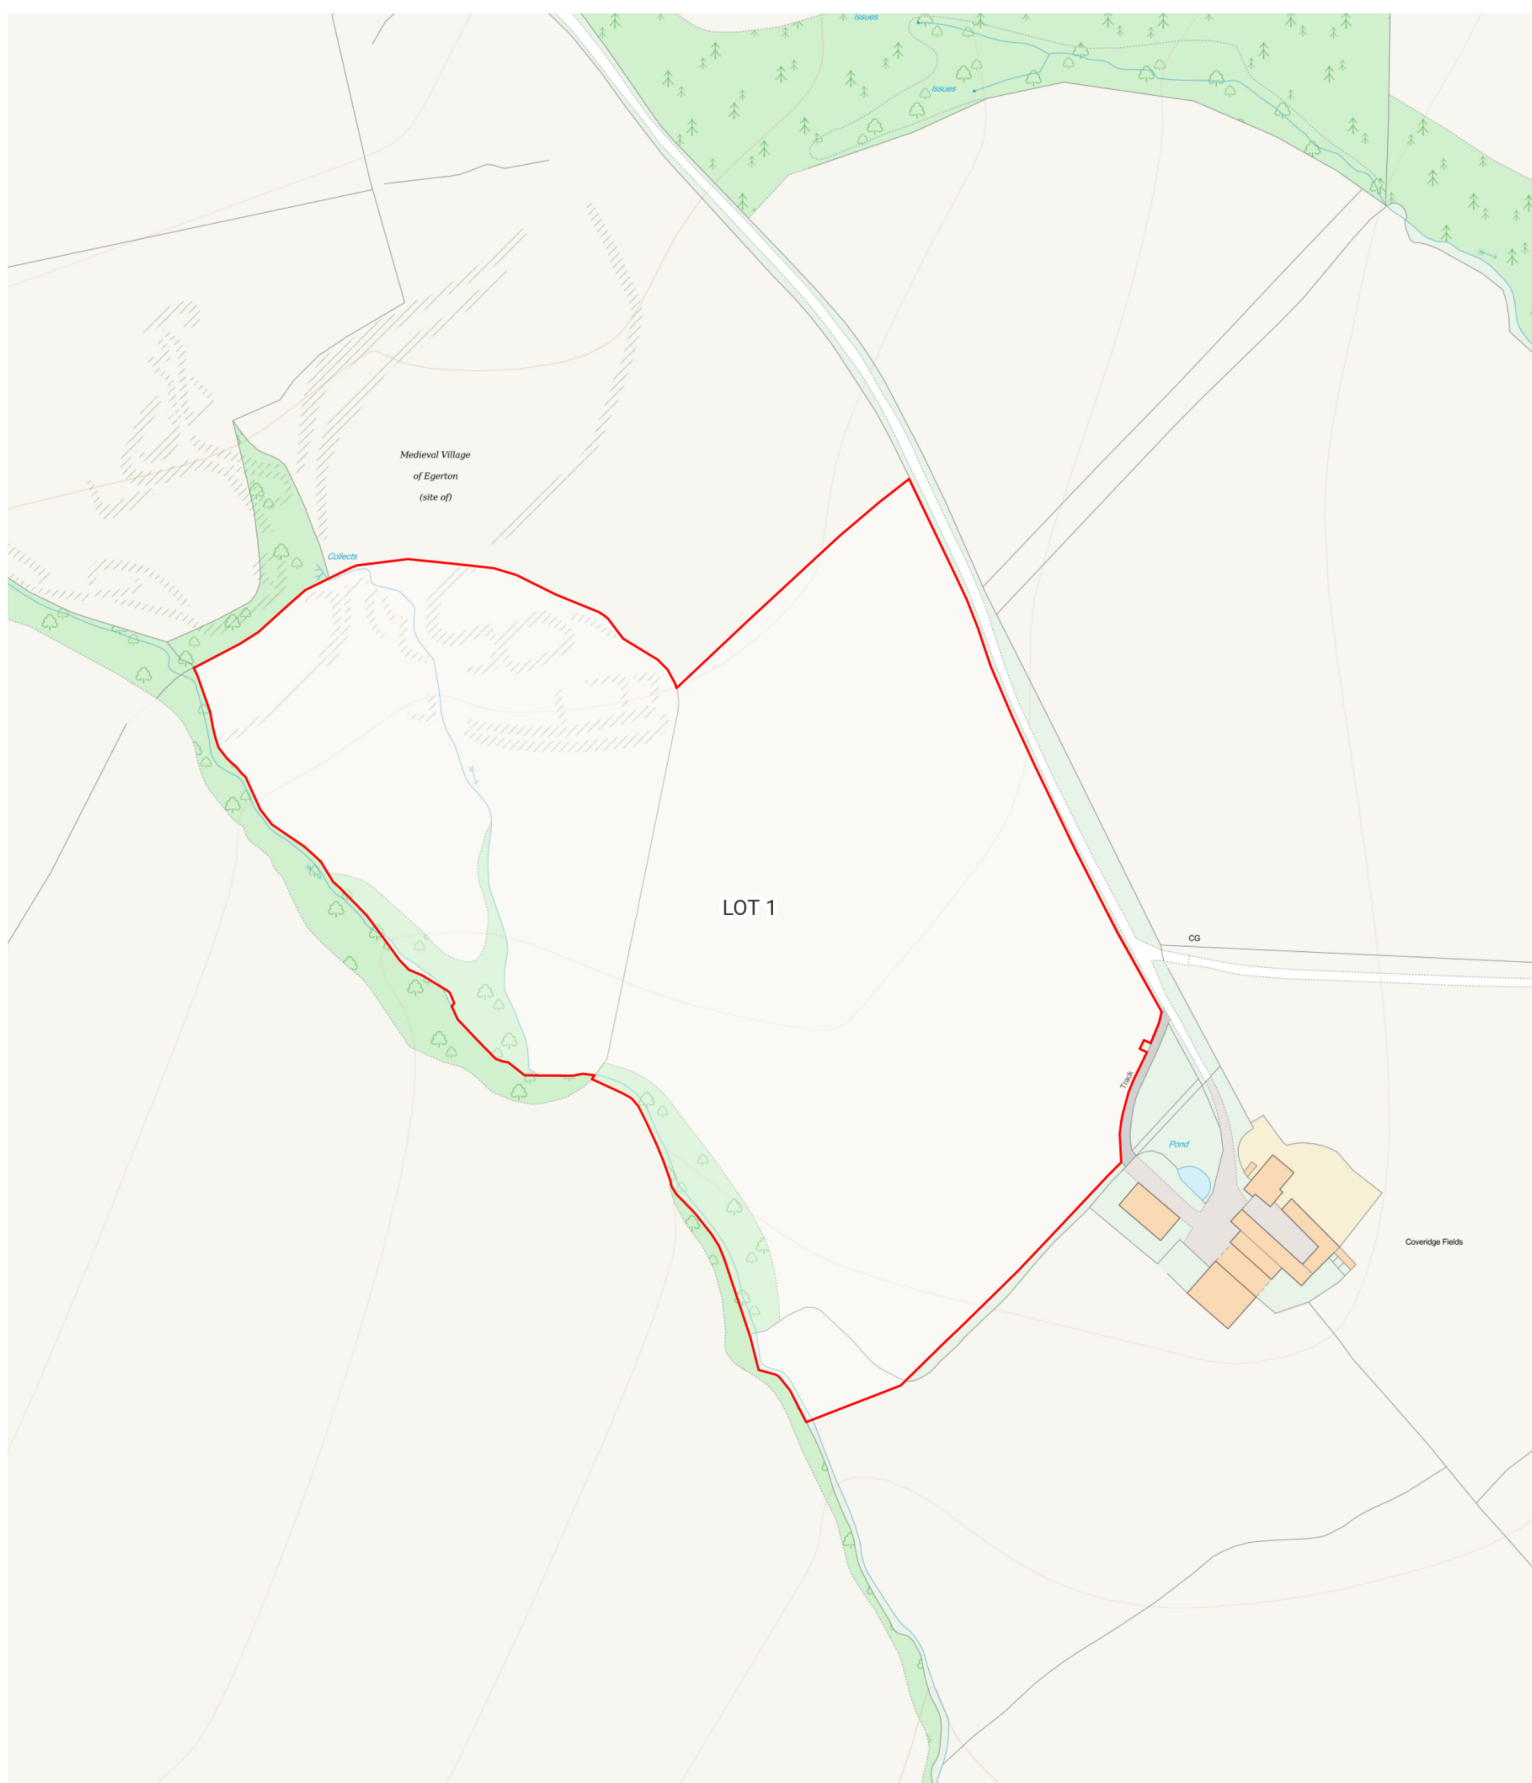 Issues
Issues
Medieval Village
of Egerton
(site of)
Collects
LOT 1
CG
Track
Pond
Coveridge Fields